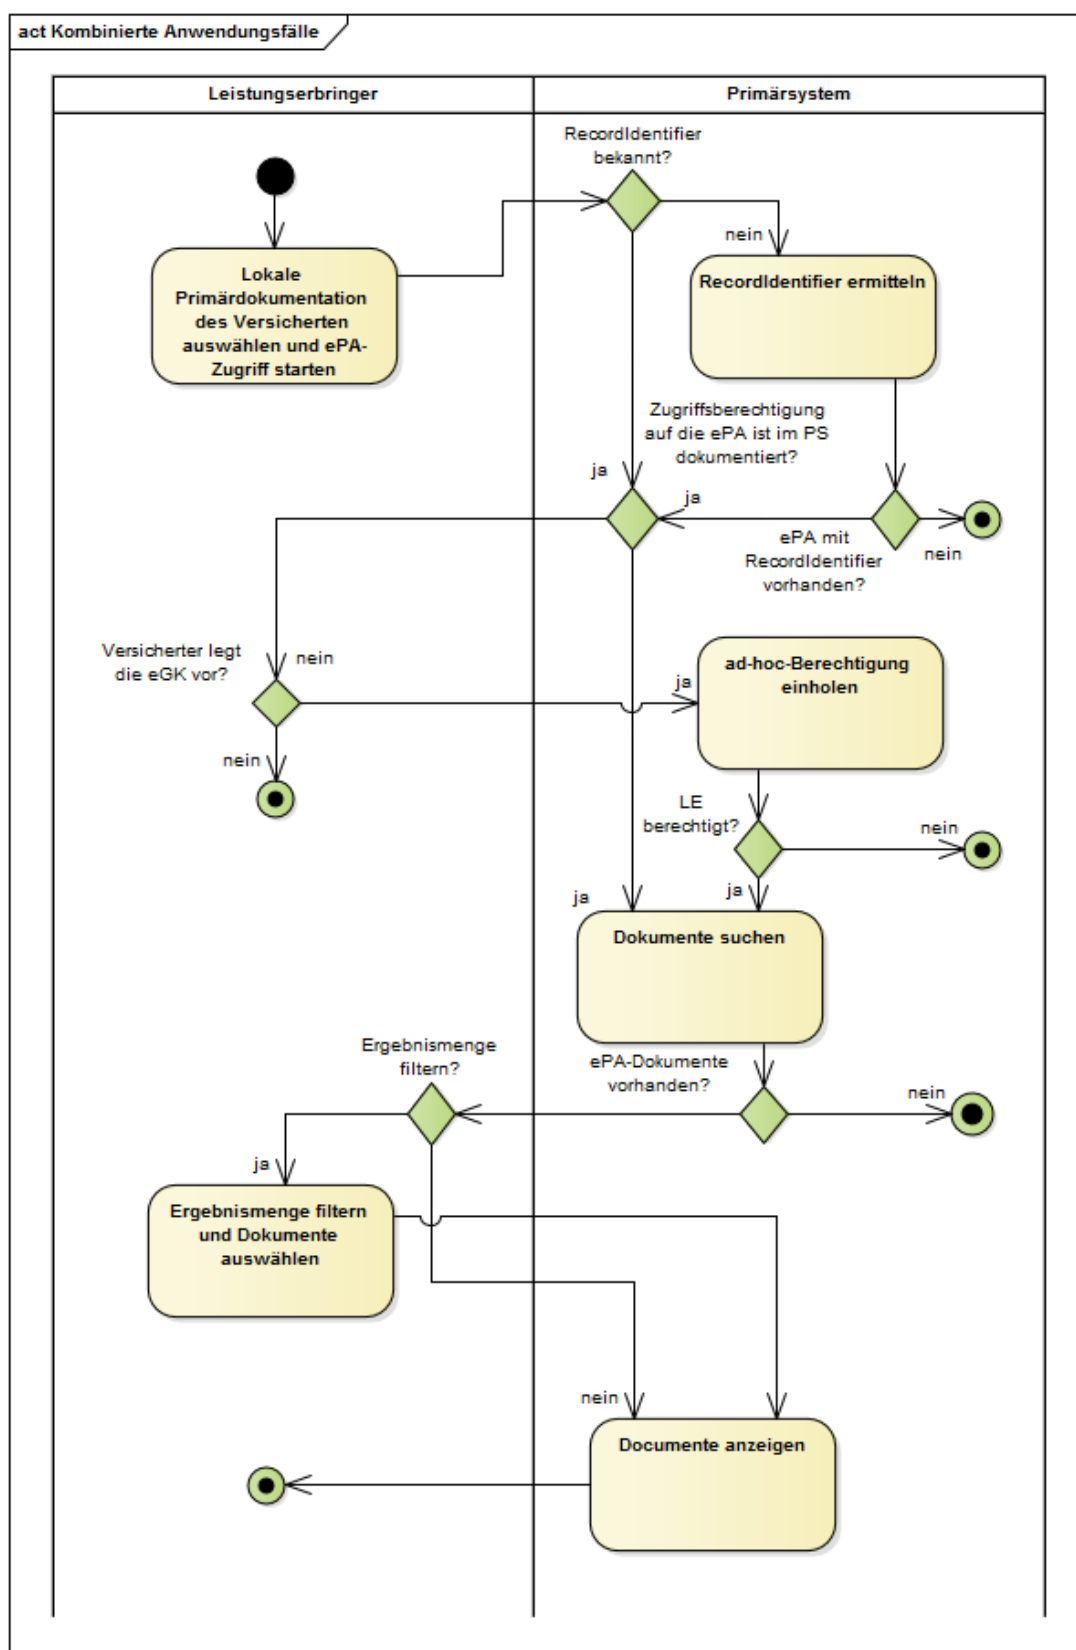 act Kombinierte Anwendungsfälle
Leistungserbringer
Primärsystem
RecordIdentifier
bekannt?
nein
Lokale
Primärdokumentation
des Versicherten
auswählen und ePA-
Zugriff starten
RecordIdentifier ermitteln
Zugriffsberechtigung
auf die ePA ist im PS
dokumentiert?
ja
ja
ePA mit
RecordIdentifier
vorhanden?
nein
Versicherter legt
die eGK vor?
nein
ja
ad-hoc-Berechtigung
einholen
nein
LE
berechtigt?
nein
ja
ja
Dokumente suchen
Ergebnismenge
filtern?
ePA-Dokumente
vorhanden?
nein
ja
Ergebnismenge filtern
und Dokumente
auswählen
nein
Documente anzeigen